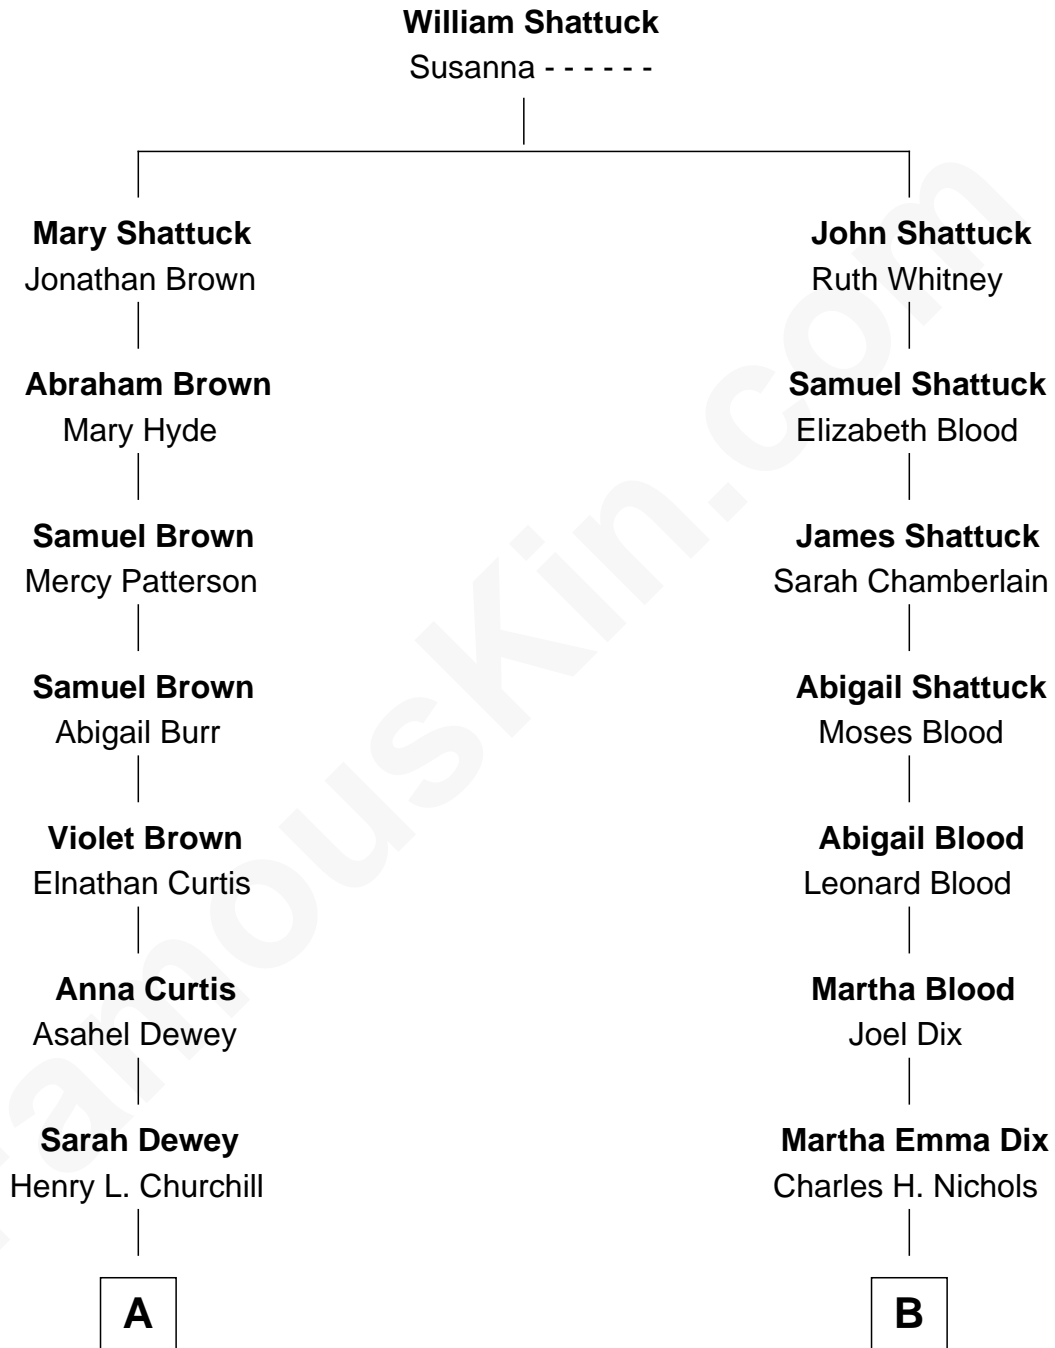 William Shattuck
Susanna - - - - - -
Mary Shattuck
Jonathan Brown
John Shattuck
Ruth Whitney
Abraham Brown
Mary Hyde
Samuel Shattuck
Elizabeth Blood
Samuel Brown
Mercy Patterson
James Shattuck
Sarah Chamberlain
Samuel Brown
Abigail Burr
Abigail Shattuck
Moses Blood
Violet Brown
Elnathan Curtis
Abigail Blood
Leonard Blood
Anna Curtis
Asahel Dewey
Martha Blood
Joel Dix
Sarah Dewey
Henry L. Churchill
Martha Emma Dix
Charles H. Nichols
A
B
FamousKin.com